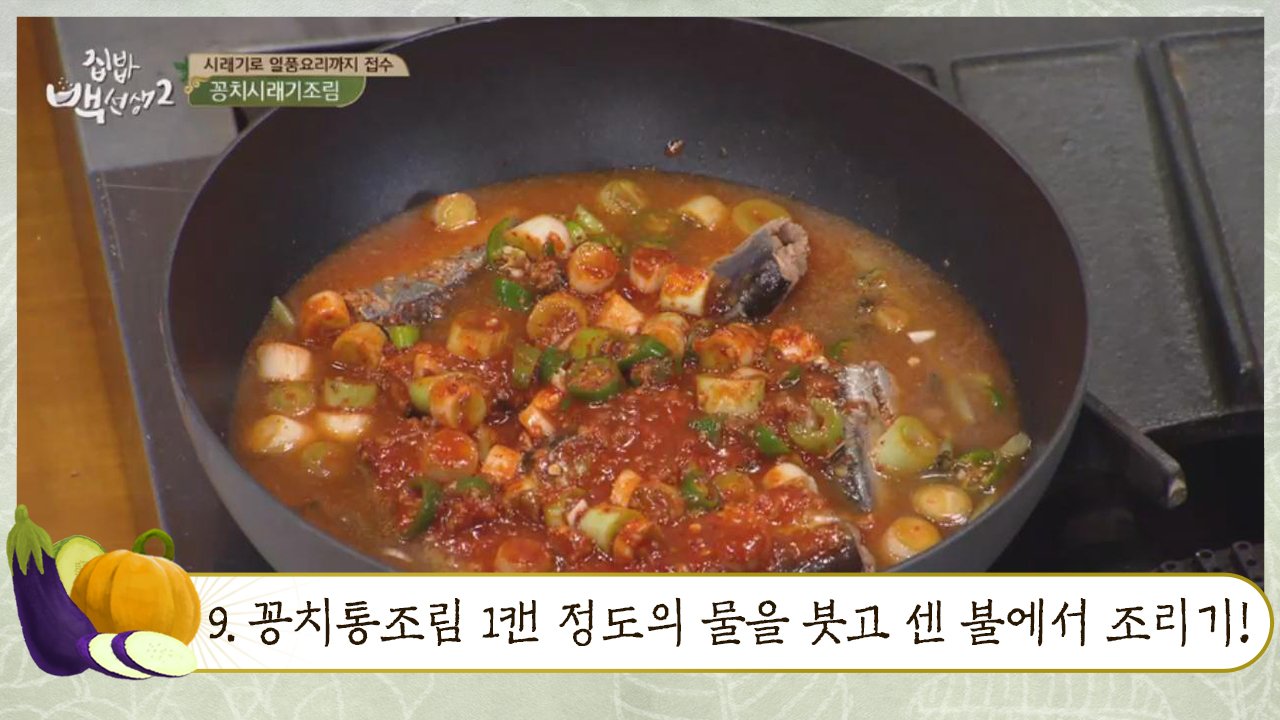 집밥
백선생2
시래기로 일품요리까지 접수
꽁치시래기조림
9. 꽁치통조림 1캔 정도의 물을 붓고 센 불에서 조리기!